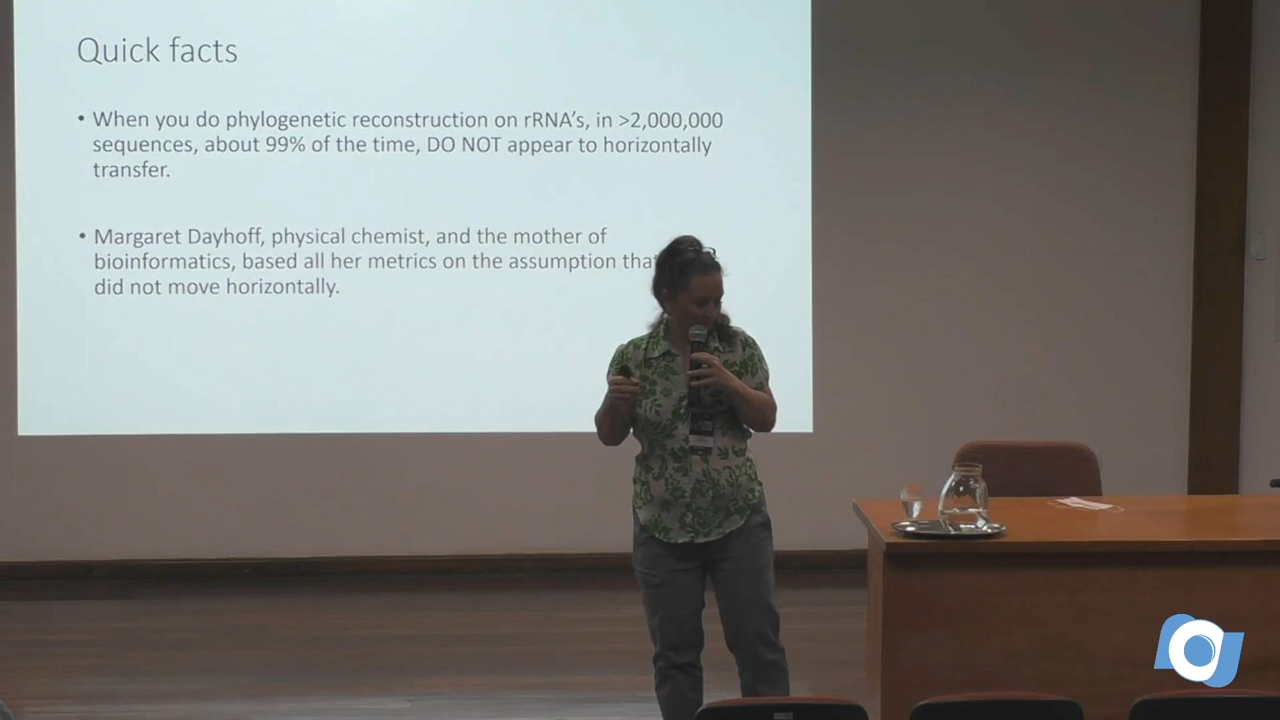 Quick facts
• When you do phylogenetic reconstruction on rRNA's, in >2,000,000
sequences, about 99% of the time, DO NOT appear to horizontally
transfer.
• Margaret Dayhoff, physical chemist, and the mother of
bioinformatics, based all her metrics on the assumption
did not move horizontally.